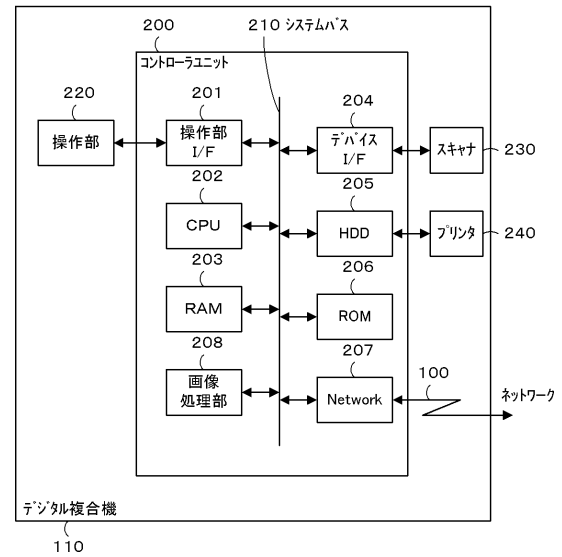 200
210 システムバス
コントローラユニット
220
201
204
操作部
操作部
I/F
デバイス
I/F
スキャナ
230
202
205
CPU
HDD
プリンタ
240
203
206
RAM
ROM
208
207
画像
処理部
Network
100
ネットワーク
デジタル複合機
110